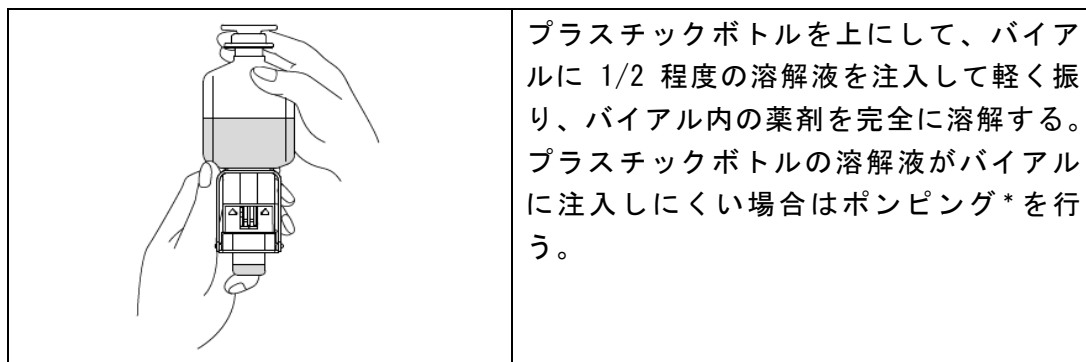 プラスチックボトルを上にして、バイア
ルに 1/2 程度の溶解液を注入して軽く振
り、バイアル内の薬剤を完全に溶解する。
プラスチックボトルの溶解液がバイアル
に注入しにくい場合はポンピング*を行
う。